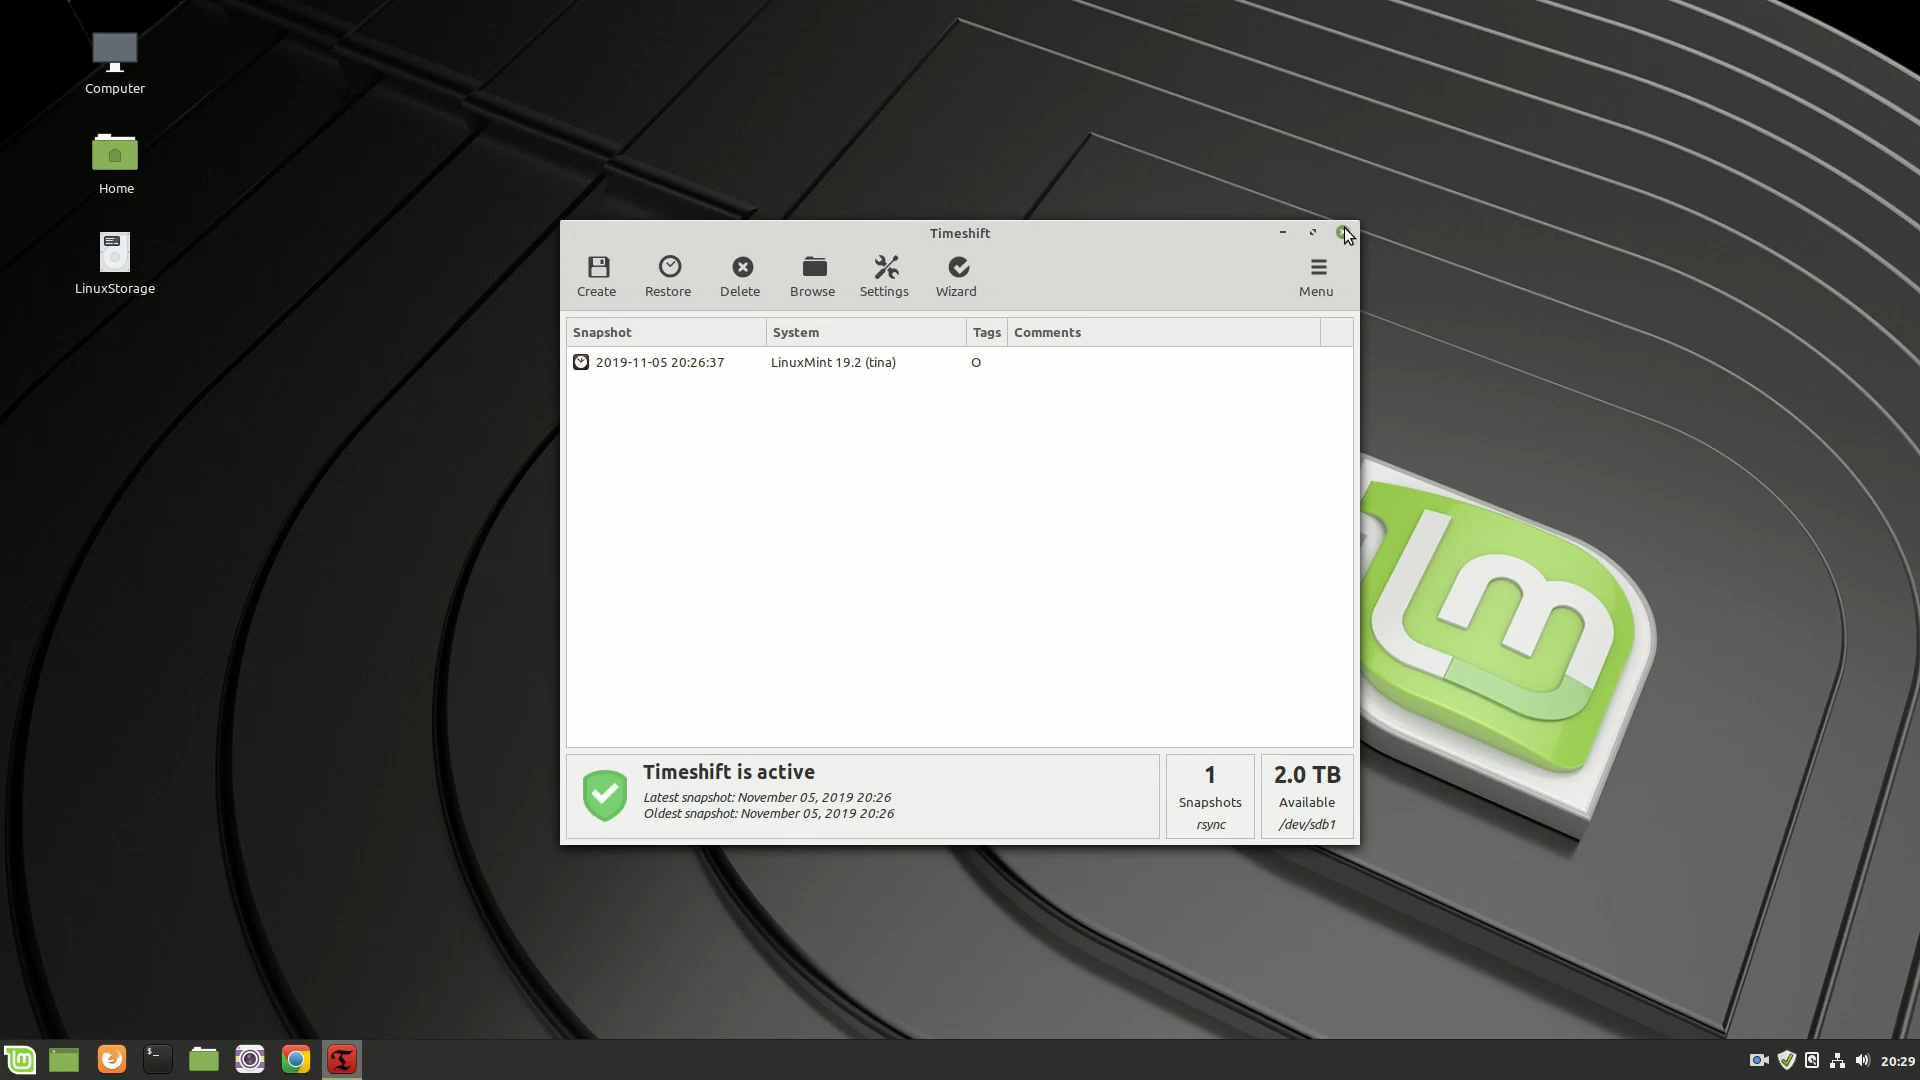 Computer
Home
LinuxStorage
Timeshift
Create Restore Delete Browse Settings Wizard Menu
Snapshot System Tags Comments
2019-11-05 20:26:37 LinuxMint 19.2 (tina) O
Timeshift is active
Latest snapshot: November 05, 2019 20:26
Oldest snapshot: November 05, 2019 20:26
1
Snapshots
rsync
2.0 TB
Available
/dev/sdb1
20:29